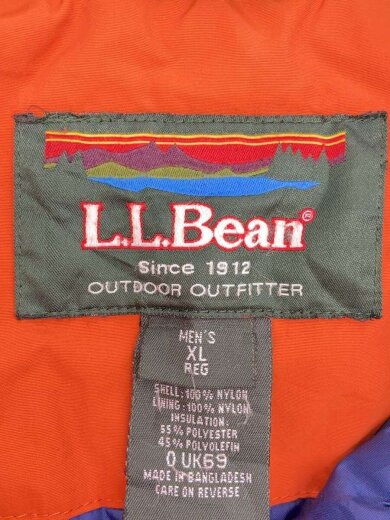 L.L.Bean®
Since 1912
OUTDOOR OUTFITTER
MEN'S
XL
REG
SHELL: 100% NYLON
LINING: 100% NYLON
INSULATION:
55% POLYESTER
45% POLYOLEFIN
0 UK69
MADE IN BANGLADESH
CARE ON REVERSE